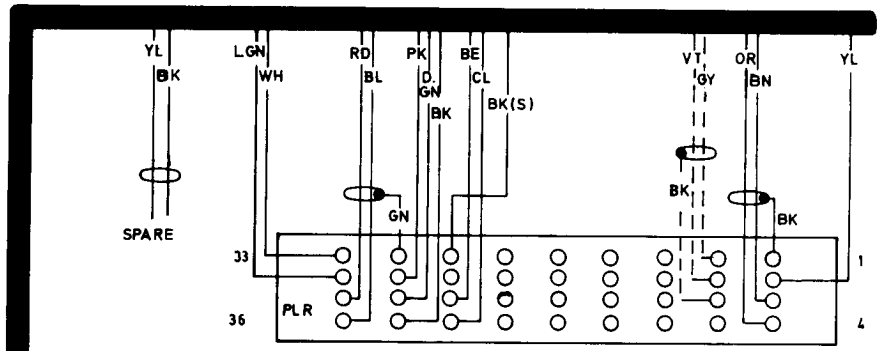 YL L.GN RD PK BE VT OR YL
BK WH BL D. GN CL GY BN
BK BK(S)
BK
GN BK
SPARE
33 1
36 PLR 4